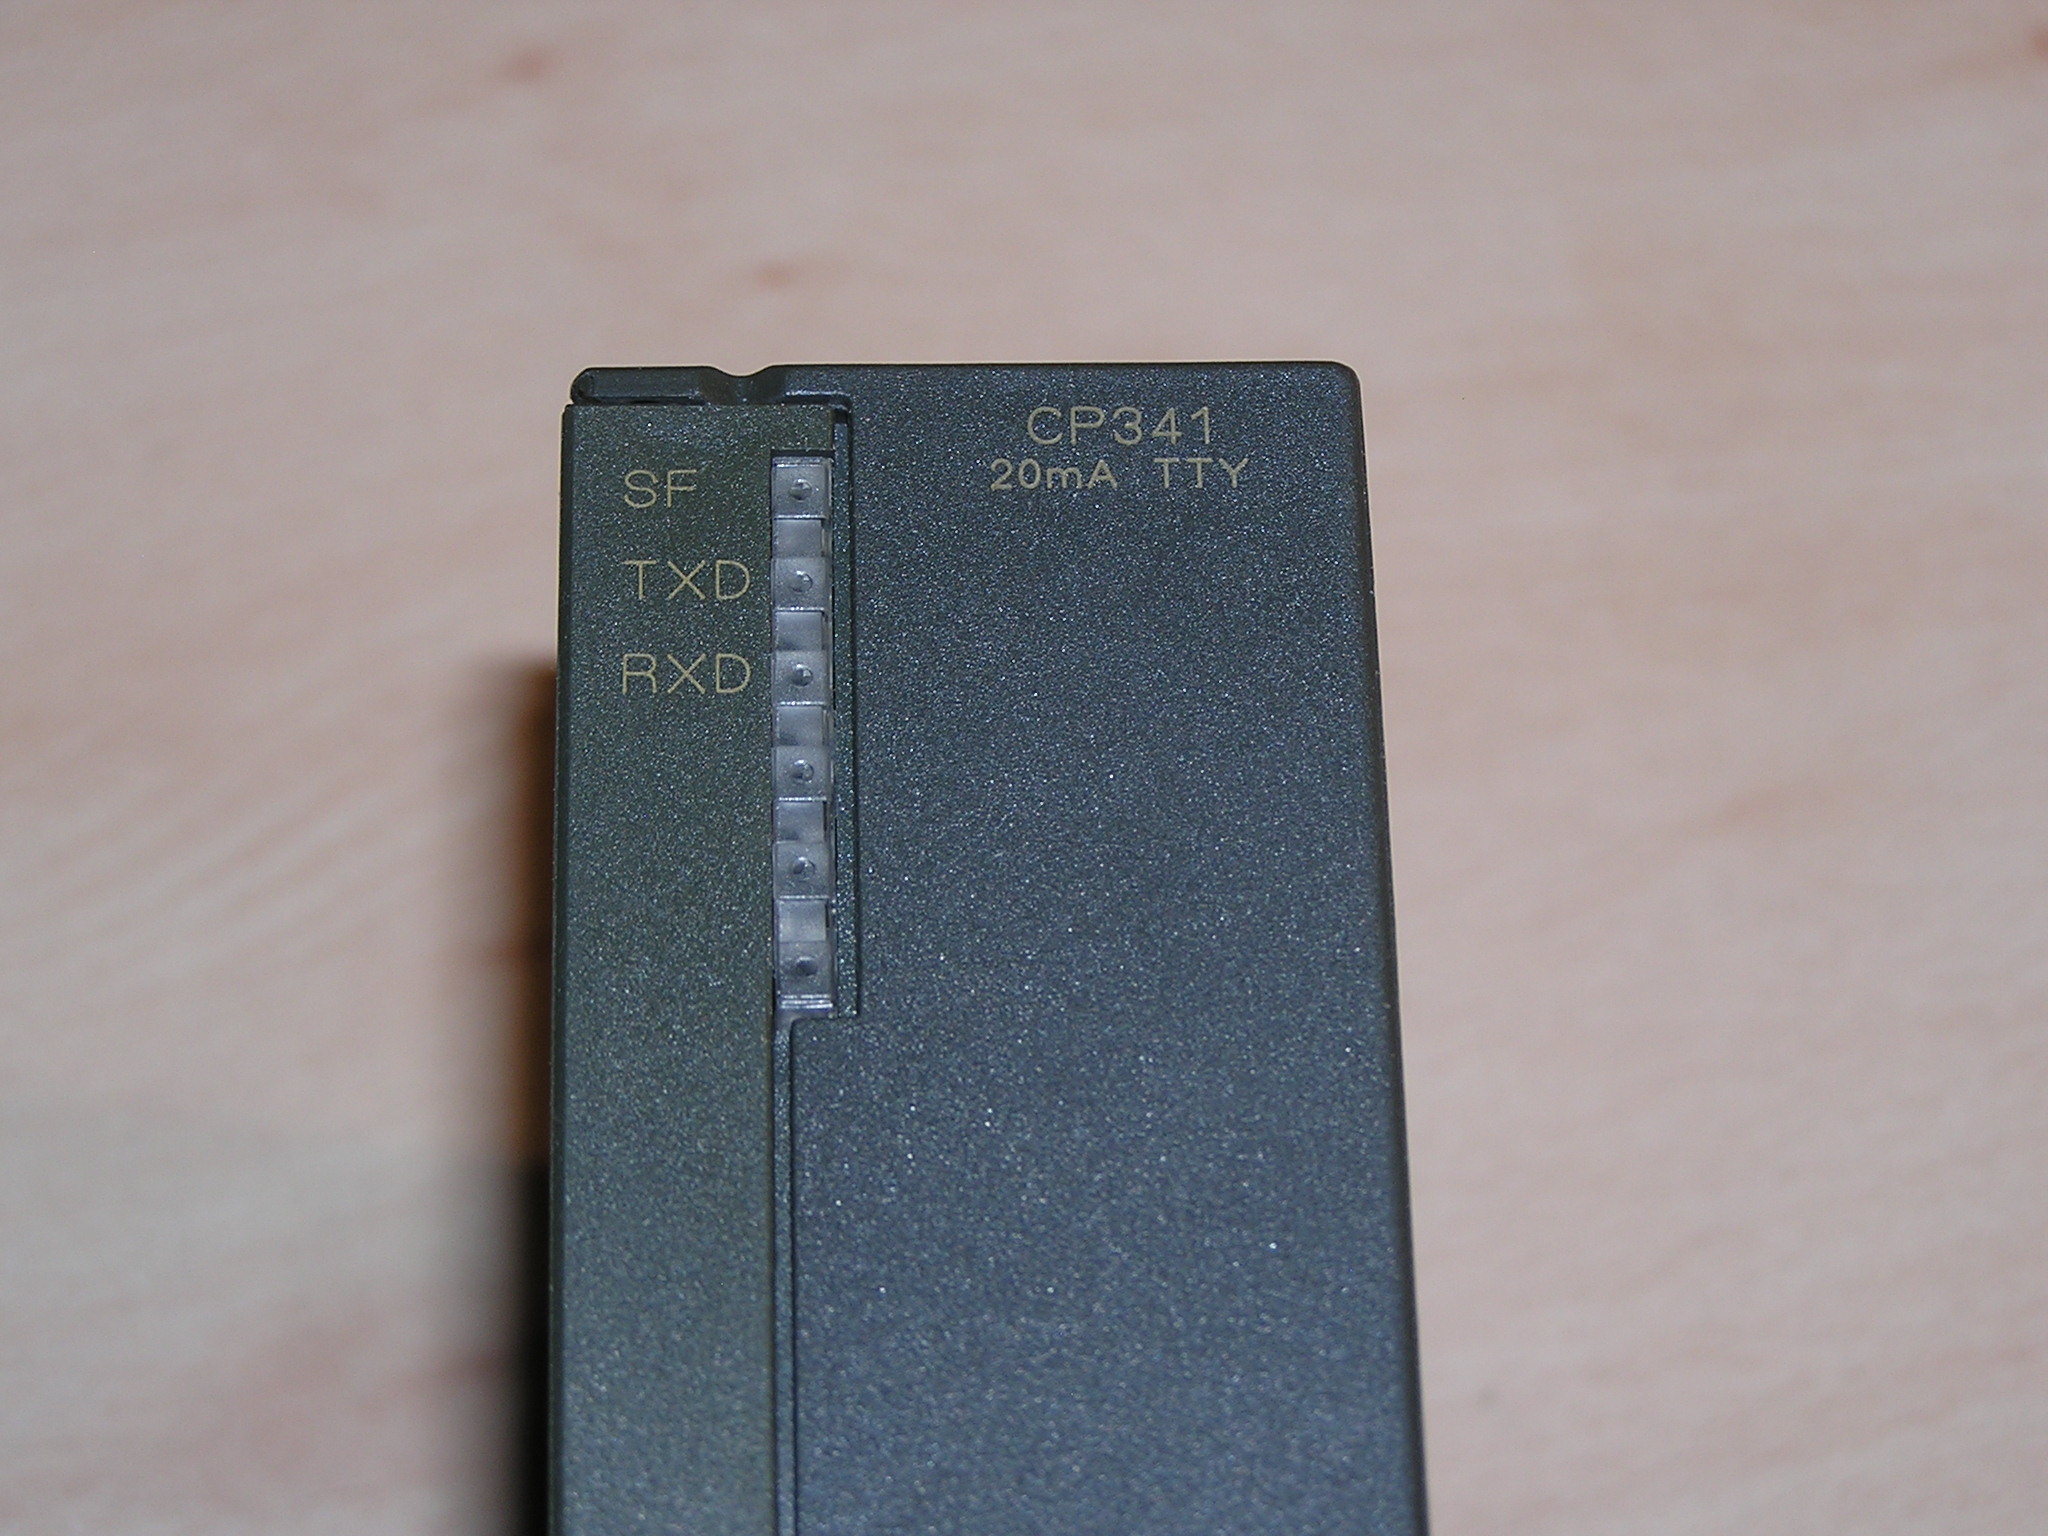 CP341
20mA TTY
SF
TXD
RXD